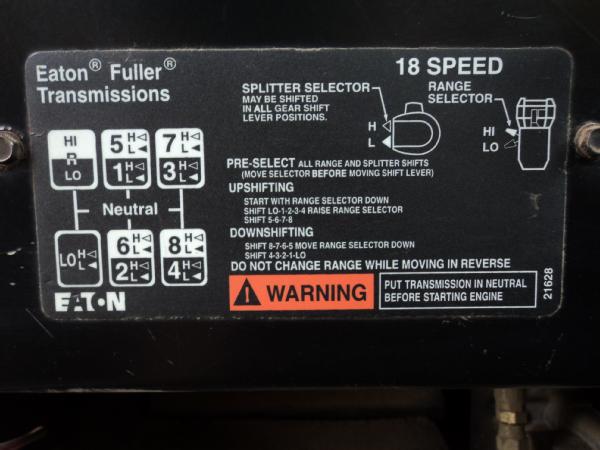 Eaton® Fuller®
Transmissions
18 SPEED
SPLITTER SELECTOR
MAY BE SHIFTED
IN ALL GEAR SHIFT
LEVER POSITIONS.
H
L
RANGE
SELECTOR
HI
LO
HI
R
LO
5 H L
1 H L
7 H L
3 H L
Neutral
LO H L
6 H L
2 H L
8 H L
4 H L
PRE-SELECT ALL RANGE AND SPLITTER SHIFTS
(MOVE SELECTOR BEFORE MOVING SHIFT LEVER)
UPSHIFTING
START WITH RANGE SELECTOR DOWN
SHIFT LO-1-2-3-4 RAISE RANGE SELECTOR
SHIFT 5-6-7-8
DOWNSHIFTING
SHIFT 8-7-6-5 MOVE RANGE SELECTOR DOWN
SHIFT 4-3-2-1-LO
DO NOT CHANGE RANGE WHILE MOVING IN REVERSE
EATON
! WARNING
PUT TRANSMISSION IN NEUTRAL
BEFORE STARTING ENGINE
21628